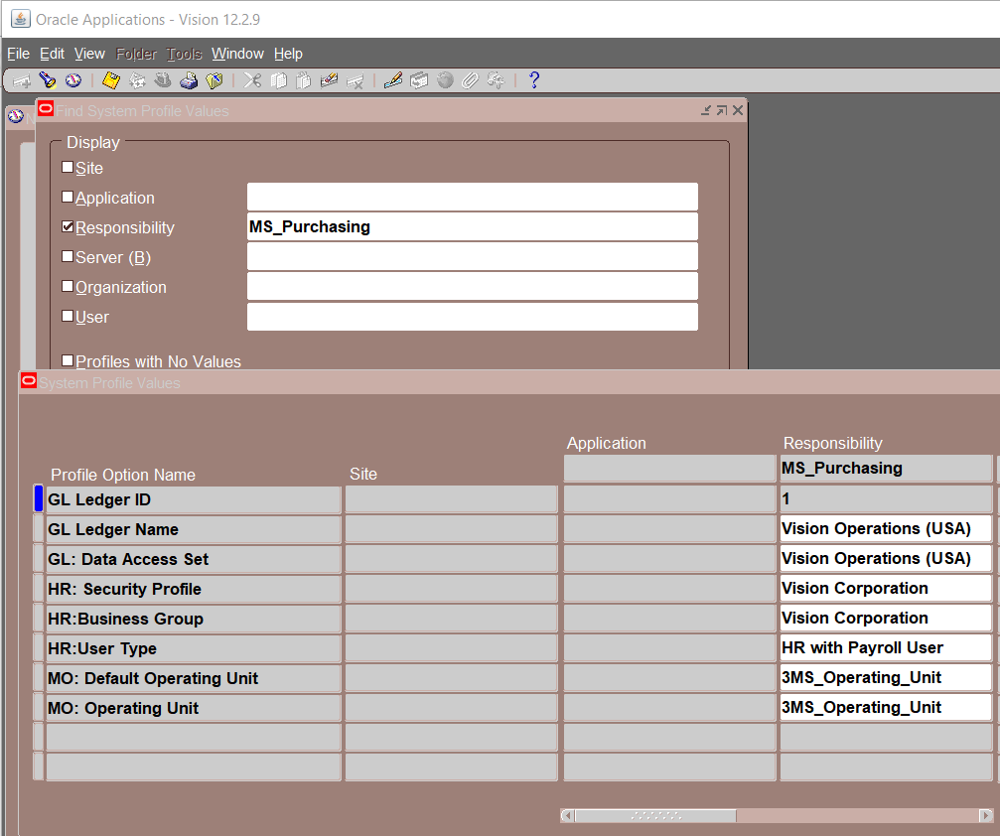 Oracle Applications - Vision 12.2.9
File Edit View Folder Tools Window Help
Find System Profile Values
Display
Site
Application
Responsibility MS_Purchasing
Server (B)
Organization
User
Profiles with No Values
System Profile Values
Application Responsibility
Profile Option Name Site MS_Purchasing
GL Ledger ID 1
GL Ledger Name Vision Operations (USA)
GL: Data Access Set Vision Operations (USA)
HR: Security Profile Vision Corporation
HR:Business Group Vision Corporation
HR:User Type HR with Payroll User
MO: Default Operating Unit 3MS_Operating_Unit
MO: Operating Unit 3MS_Operating_Unit